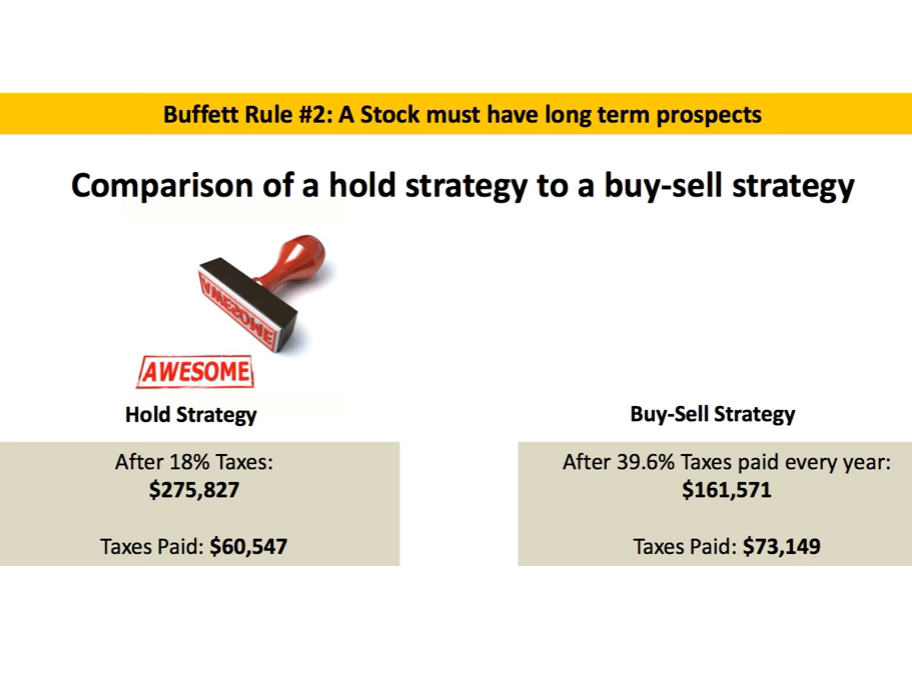 Buffett Rule #2: A Stock must have long term prospects
Comparison of a hold strategy to a buy-sell strategy
AWESOME
AWESOME
Hold Strategy
After 18% Taxes:
$275,827
Taxes Paid: $60,547
Buy-Sell Strategy
After 39.6% Taxes paid every year:
$161,571
Taxes Paid: $73,149